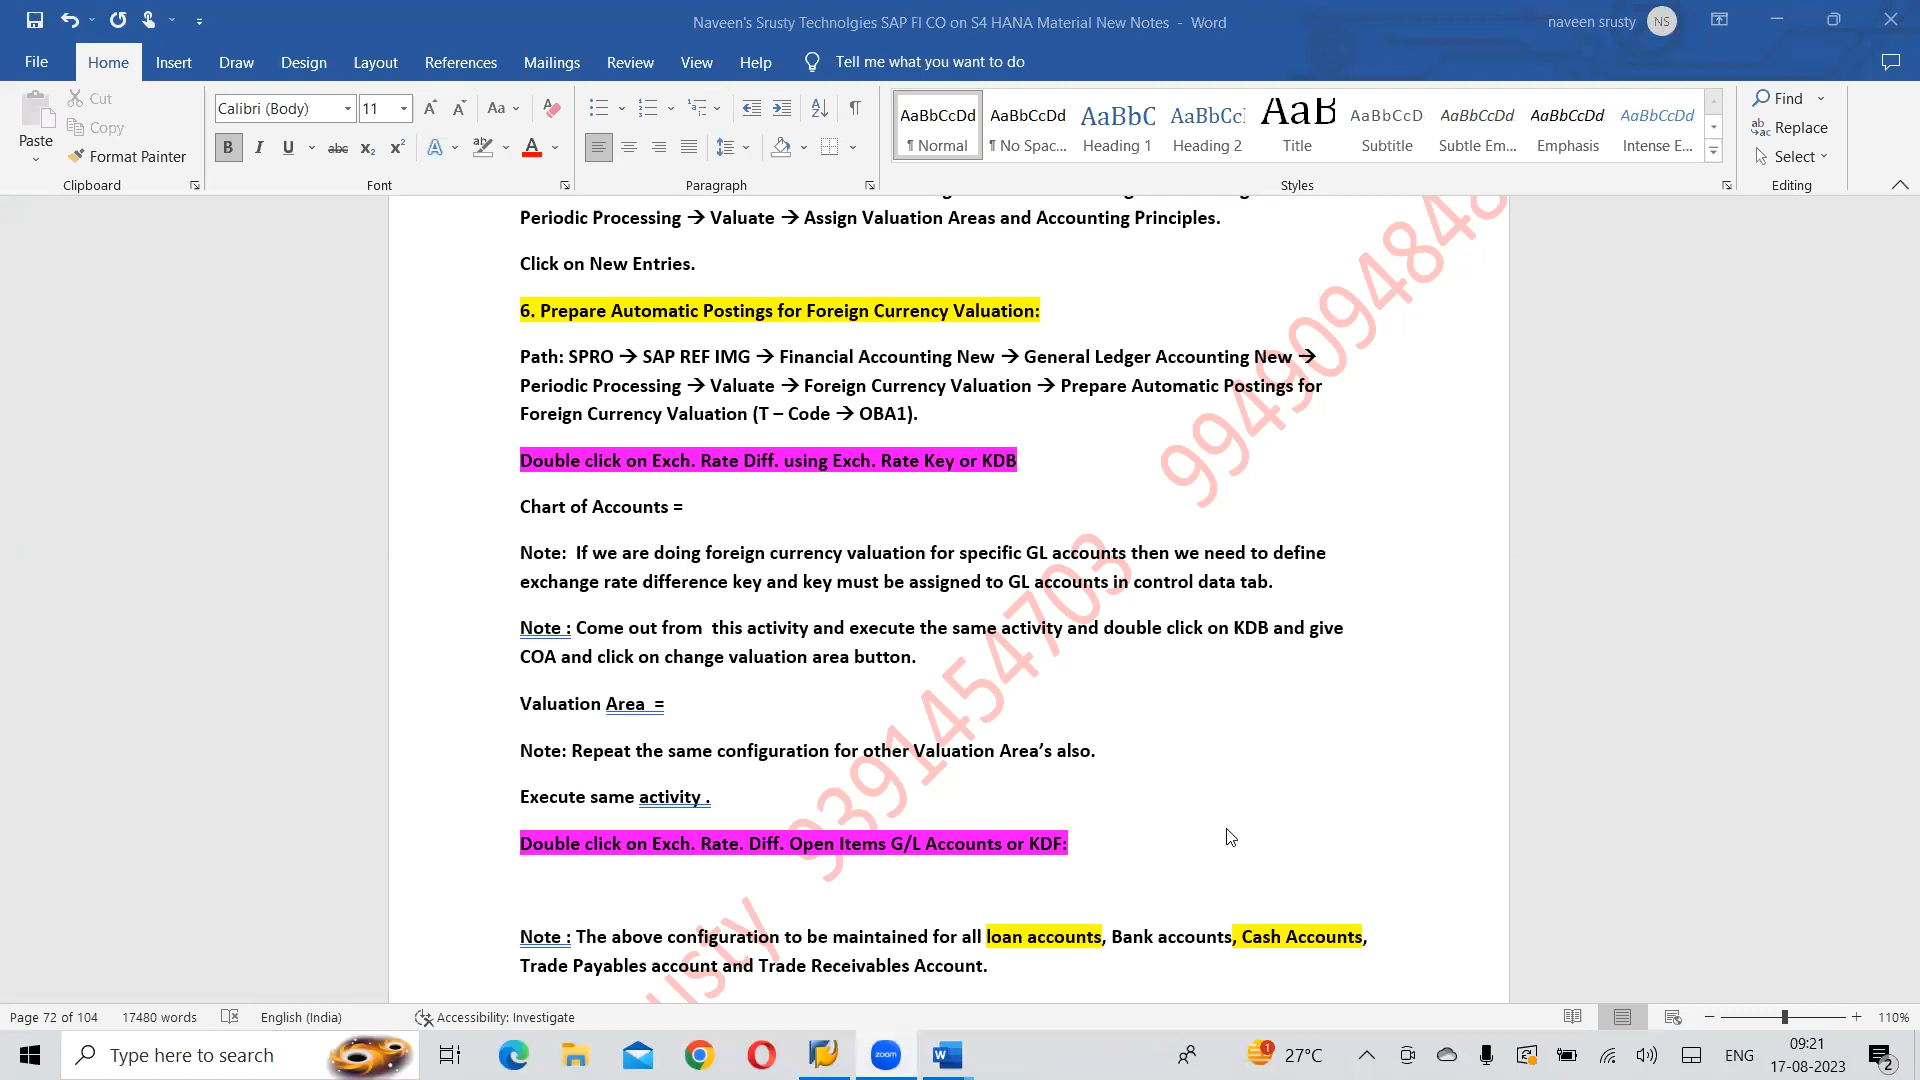 Naveen's Srusty Technolgies SAP FI CO on S4 HANA Material New Notes - Word
naveen srusty NS
File Home Insert Draw Design Layout References Mailings Review View Help Tell me what you want to do
Paste
Cut
Copy
Format Painter
Calibri (Body) 11
AaBbCcDd AaBbCcDd AaBbC AaBbCc AaB AaBbCcD AaBbCcDd AaBbCcDd AaBbCcDd
¶ Normal ¶ No Spac... Heading 1 Heading 2 Title Subtitle Subtle Em... Emphasis Intense E...
Find
Replace
Select
Clipboard Font Paragraph Styles Editing
Periodic Processing → Valuate → Assign Valuation Areas and Accounting Principles.
Click on New Entries.
6. Prepare Automatic Postings for Foreign Currency Valuation:
Path: SPRO → SAP REF IMG → Financial Accounting New → General Ledger Accounting New →
Periodic Processing → Valuate → Foreign Currency Valuation → Prepare Automatic Postings for
Foreign Currency Valuation (T – Code → OBA1).
Double click on Exch. Rate Diff. using Exch. Rate Key or KDB
Chart of Accounts =
Note: If we are doing foreign currency valuation for specific GL accounts then we need to define
exchange rate difference key and key must be assigned to GL accounts in control data tab.
Note : Come out from this activity and execute the same activity and double click on KDB and give
COA and click on change valuation area button.
Valuation Area =
Note: Repeat the same configuration for other Valuation Area's also.
Execute same activity .
Double click on Exch. Rate. Diff. Open Items G/L Accounts or KDF:
Note : The above configuration to be maintained for all loan accounts, Bank accounts, Cash Accounts,
Trade Payables account and Trade Receivables Account.
usty 9391454703 9949094848
Page 72 of 104 17480 words English (India) Accessibility: Investigate 110%
Type here to search
zoom
27°C
ENG
09:21
17-08-2023
2